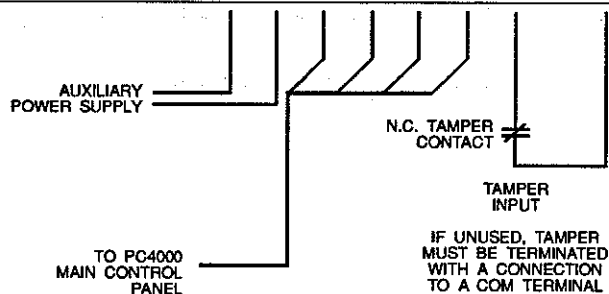 AUXILIARY
POWER SUPPLY
N.C. TAMPER
CONTACT
TAMPER
INPUT
TO PC4000
MAIN CONTROL
PANEL
IF UNUSED, TAMPER
MUST BE TERMINATED
WITH A CONNECTION
TO A COM TERMINAL